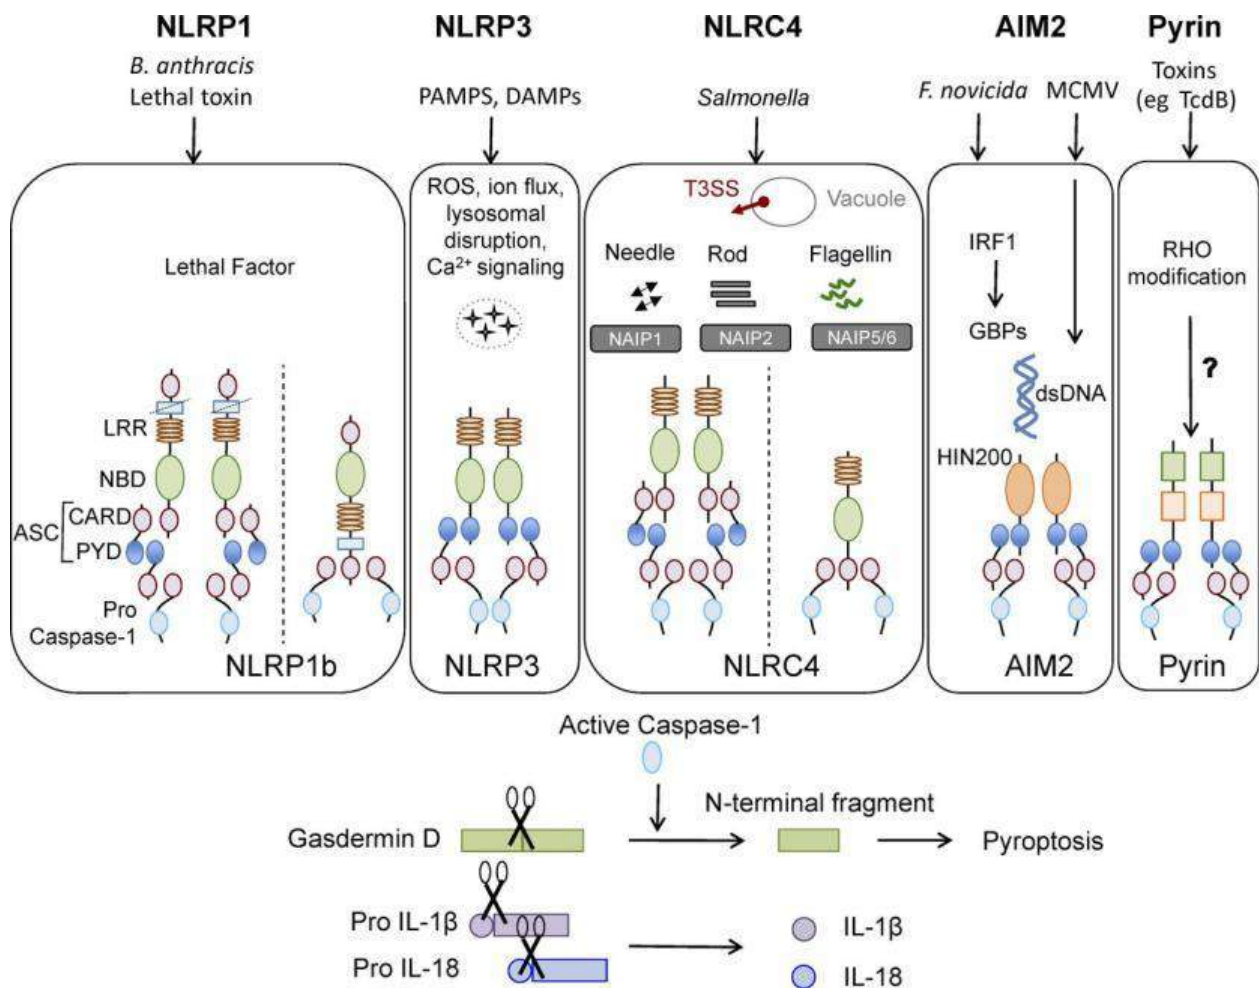 NLRP1
NLRP3
NLRC4
AIM2
Pyrin
B. anthracis
Lethal toxin
PAMPS, DAMPs
Salmonella
F. novicida
MCMV
Toxins
(eg TcdB)
Lethal Factor
LRR
NBD
ASC
CARD
PYD
Pro
Caspase-1
NLRP1b
ROS, ion flux,
lysosomal
disruption,
Ca²⁺ signaling
NLRP3
T3SS
Vacuole
Needle
Rod
Flagellin
NAIP1
NAIP2
NAIP5/6
NLRC4
IRF1
GBPs
dsDNA
HIN200
AIM2
RHO
modification
?
Pyrin
Active Caspase-1
Gasdermin D
N-terminal fragment
Pyroptosis
Pro IL-1β
IL-1β
Pro IL-18
IL-18